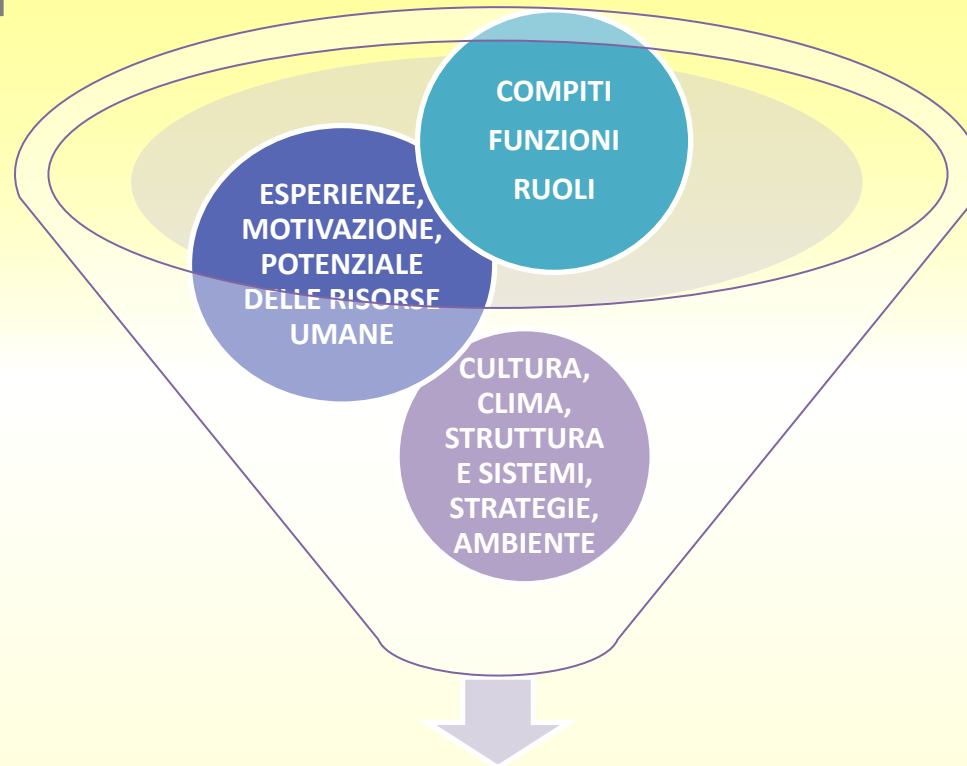 COMPITI
FUNZIONI
RUOLI
ESPERIENZE,
MOTIVAZIONE,
POTENZIALE
DELLE RISORSE
UMANE
CULTURA,
CLIMA,
STRUTTURA
E SISTEMI,
STRATEGIE,
AMBIENTE